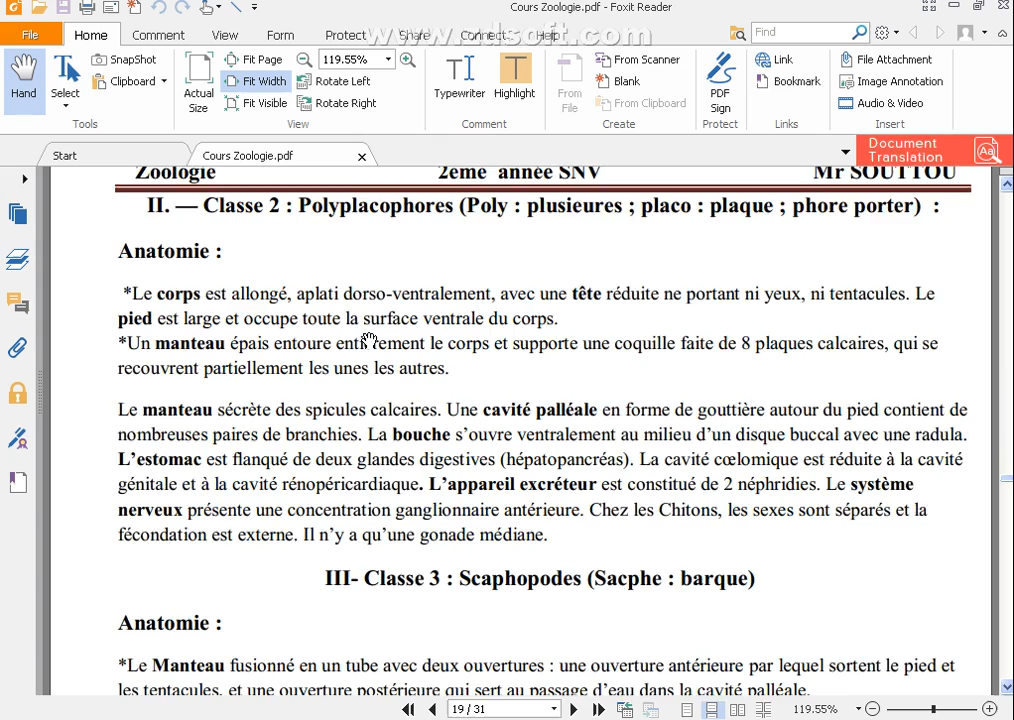 Cours Zoologie.pdf - Foxit Reader
File Home Comment View Form Protect Share Connect Help Find
www.rdlsoft.com
Hand Select SnapShot Clipboard Actual Size Fit Page Fit Width Fit Visible 119.55% Rotate Left Rotate Right Typewriter Highlight From File From Scanner Blank From Clipboard PDF Sign Link Bookmark File Attachment Image Annotation Audio & Video
Tools View Comment Create Protect Links Insert
Start Cours Zoologie.pdf Document Translation
Zoologie 2eme année SNV Mr SOUTTOU
II. — Classe 2 : Polyplacophores (Poly : plusieures ; placo : plaque ; phore porter) :
Anatomie :
*Le corps est allongé, aplati dorso-ventralement, avec une tête réduite ne portant ni yeux, ni tentacules. Le
pied est large et occupe toute la surface ventrale du corps.
*Un manteau épais entoure entièrement le corps et supporte une coquille faite de 8 plaques calcaires, qui se
recouvrent partiellement les unes les autres.
Le manteau sécrète des spicules calcaires. Une cavité palléale en forme de gouttière autour du pied contient de
nombreuses paires de branchies. La bouche s’ouvre ventralement au milieu d’un disque buccal avec une radula.
L’estomac est flanqué de deux glandes digestives (hépatopancréas). La cavité cœlomique est réduite à la cavité
génitale et à la cavité rénopéricardiaque. L’appareil excréteur est constitué de 2 néphridies. Le système
nerveux présente une concentration ganglionnaire antérieure. Chez les Chitons, les sexes sont séparés et la
fécondation est externe. Il n’y a qu’une gonade médiane.
III- Classe 3 : Scaphopodes (Sacphe : barque)
Anatomie :
*Le Manteau fusionné en un tube avec deux ouvertures : une ouverture antérieure par lequel sortent le pied et
les tentacules, et une ouverture postérieure qui sert au passage d’eau dans la cavité palléale.
19 / 31 119.55%